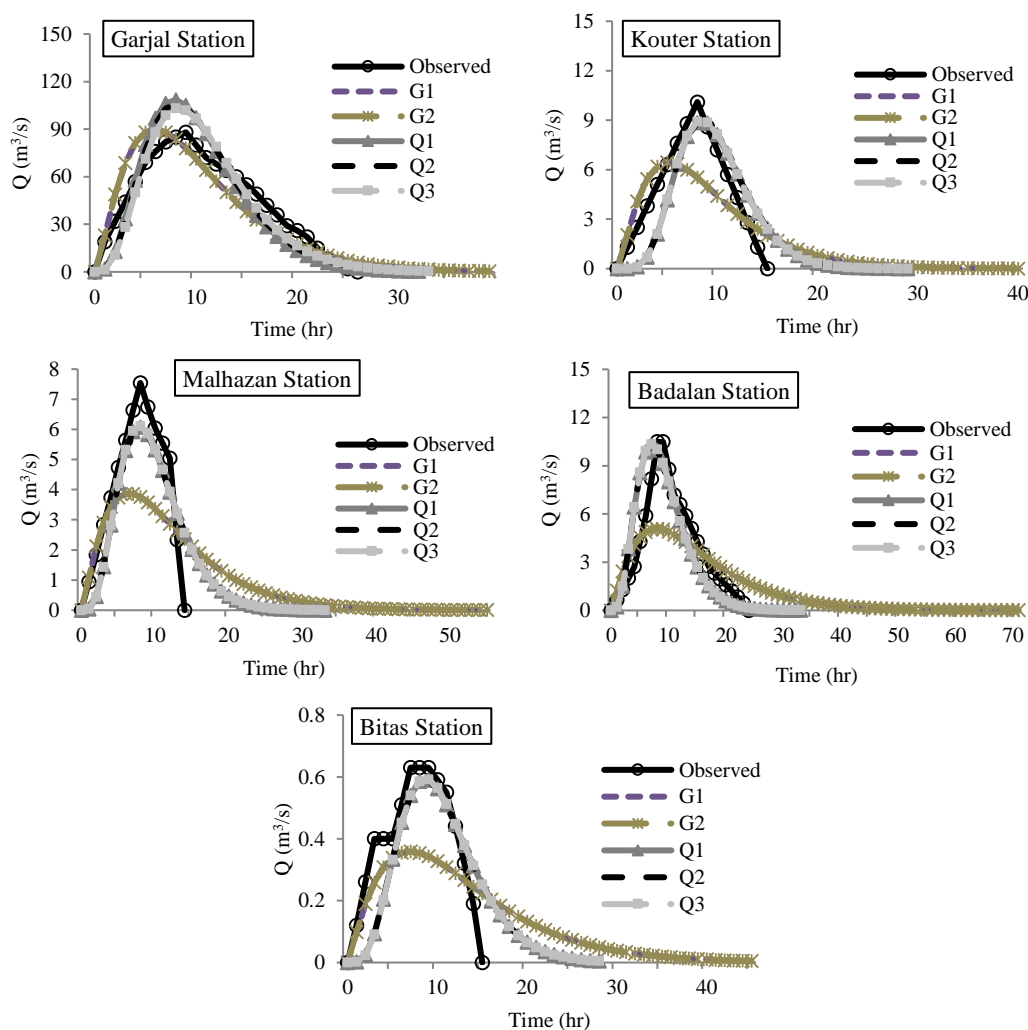 Garjal Station
Q (m³/s)
150
120
90
60
30
0
0 10 20 30
Time (hr)
Observed
G1
G2
Q1
Q2
Q3
Kouter Station
Q (m³/s)
15
12
9
6
3
0
0 10 20 30 40
Time (hr)
Observed
G1
G2
Q1
Q2
Q3
Malhazan Station
Q (m³/s)
8
7
6
5
4
3
2
1
0
0 10 20 30 40 50
Time (hr)
Observed
G1
G2
Q1
Q2
Q3
Badalan Station
Q (m³/s)
15
12
9
6
3
0
0 10 20 30 40 50 60 70
Time (hr)
Observed
G1
G2
Q1
Q2
Q3
Bitas Station
Q (m³/s)
0.8
0.6
0.4
0.2
0
0 10 20 30 40
Time (hr)
Observed
G1
G2
Q1
Q2
Q3